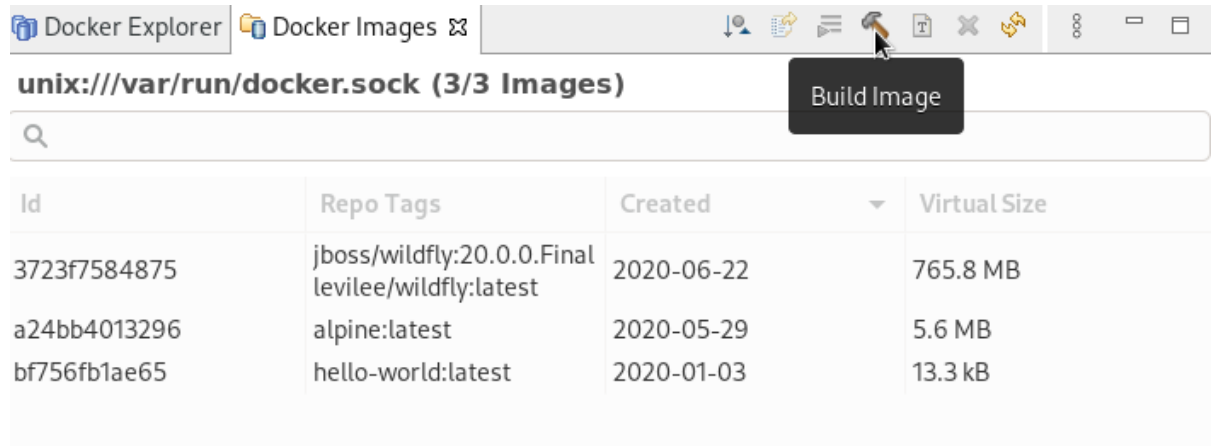 Docker Explorer Docker Images
unix:///var/run/docker.sock (3/3 Images)
Build Image
Id Repo Tags Created Virtual Size
3723f7584875 jboss/wildfly:20.0.0.Final 2020-06-22 765.8 MB
levilee/wildfly:latest
a24bb4013296 alpine:latest 2020-05-29 5.6 MB
bf756fb1ae65 hello-world:latest 2020-01-03 13.3 kB